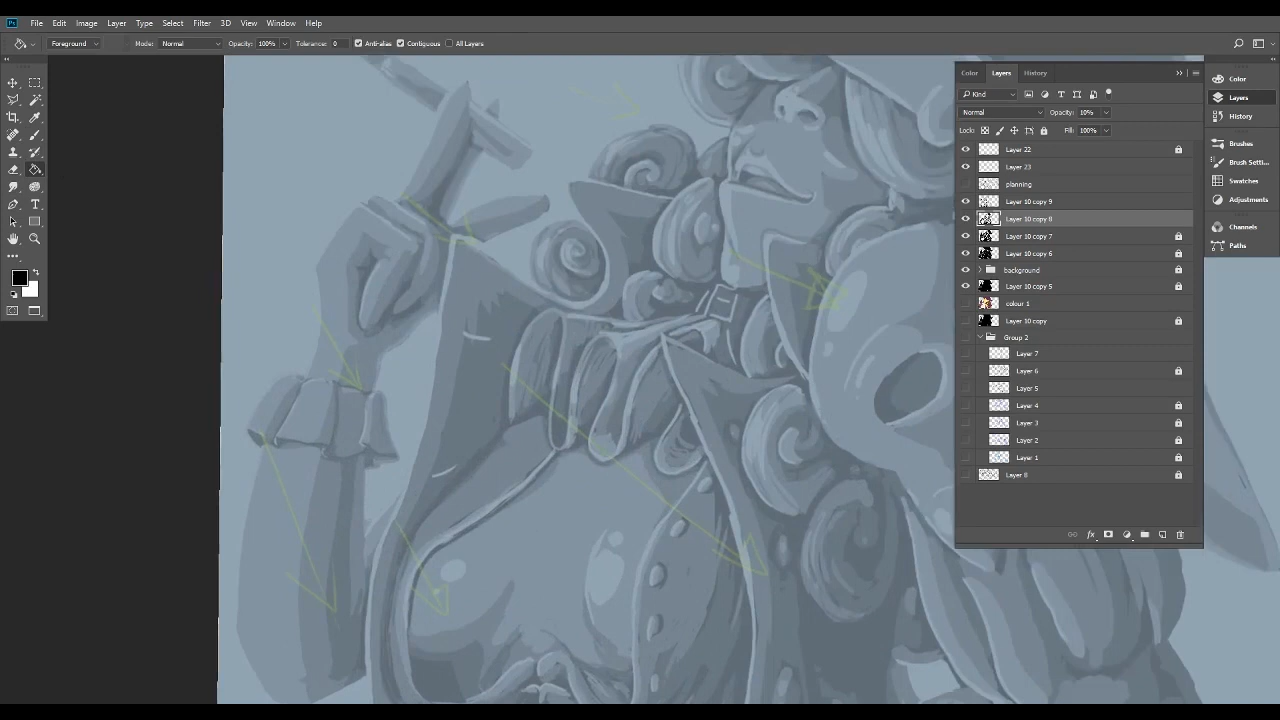 Ps File Edit Image Layer Type Select Filter 3D View Window Help
Foreground Mode: Normal Opacity: 100% Tolerance: 0 Anti-alias Contiguous All Layers
Color Layers History
Kind
Normal Opacity: 10%
Lock: Fill: 100%
Layer 22
Layer 23
planning
Layer 10 copy 9
Layer 10 copy 8
Layer 10 copy 7
Layer 10 copy 6
background
Layer 10 copy 5
colour 1
Layer 10 copy
Group 2
Layer 7
Layer 6
Layer 5
Layer 4
Layer 3
Layer 2
Layer 1
Layer 8
fx
Color
Layers
History
Brushes
Brush Setti...
Swatches
Adjustments
Channels
Paths